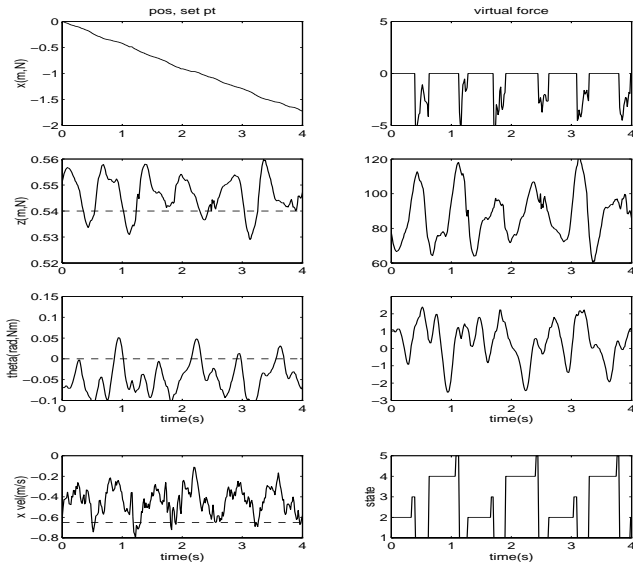 pos, set pt
virtual force
0
−0.5
−1
−1.5
−2
x(m,N)
0 1 2 3 4
5
0
−5
0 1 2 3 4
0.56
0.55
0.54
0.53
0.52
z(m,N)
0 1 2 3 4
120
100
80
60
0 1 2 3 4
0.15
0.1
0.05
0
−0.05
−0.1
theta(rad,Nm)
0 1 2 3 4
time(s)
3
2
1
0
−1
−2
−3
0 1 2 3 4
time(s)
0
−0.2
−0.4
−0.6
−0.8
x vel(m/s)
0 1 2 3 4
time(s)
5
4
3
2
1
state
0 1 2 3 4
time(s)